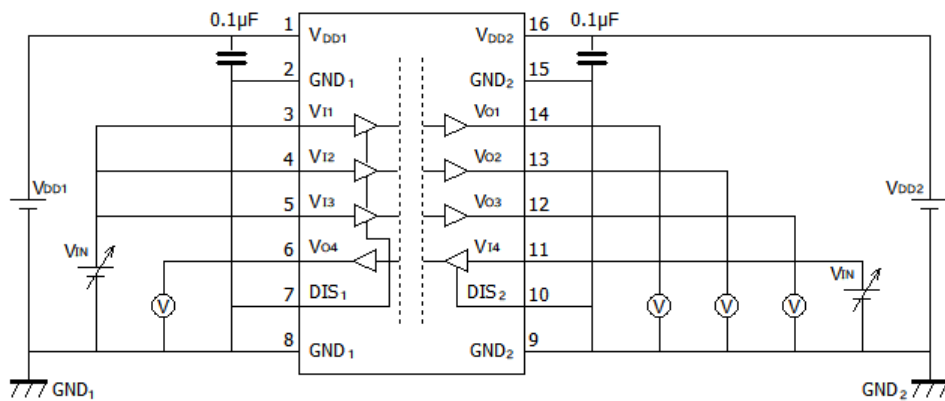 0.1μF 1 16 0.1μF
VDD1 VDD2
2 GND1 GND2 15
3 VI1 VO1 14
4 VI2 VO2 13
VDD1 VDD2
5 VI3 VO3 12
6 VO4 VI4 11
VIN VIN
V
7 DIS1 DIS2 10
V V V
8 GND1 GND2 9
GND1 GND2